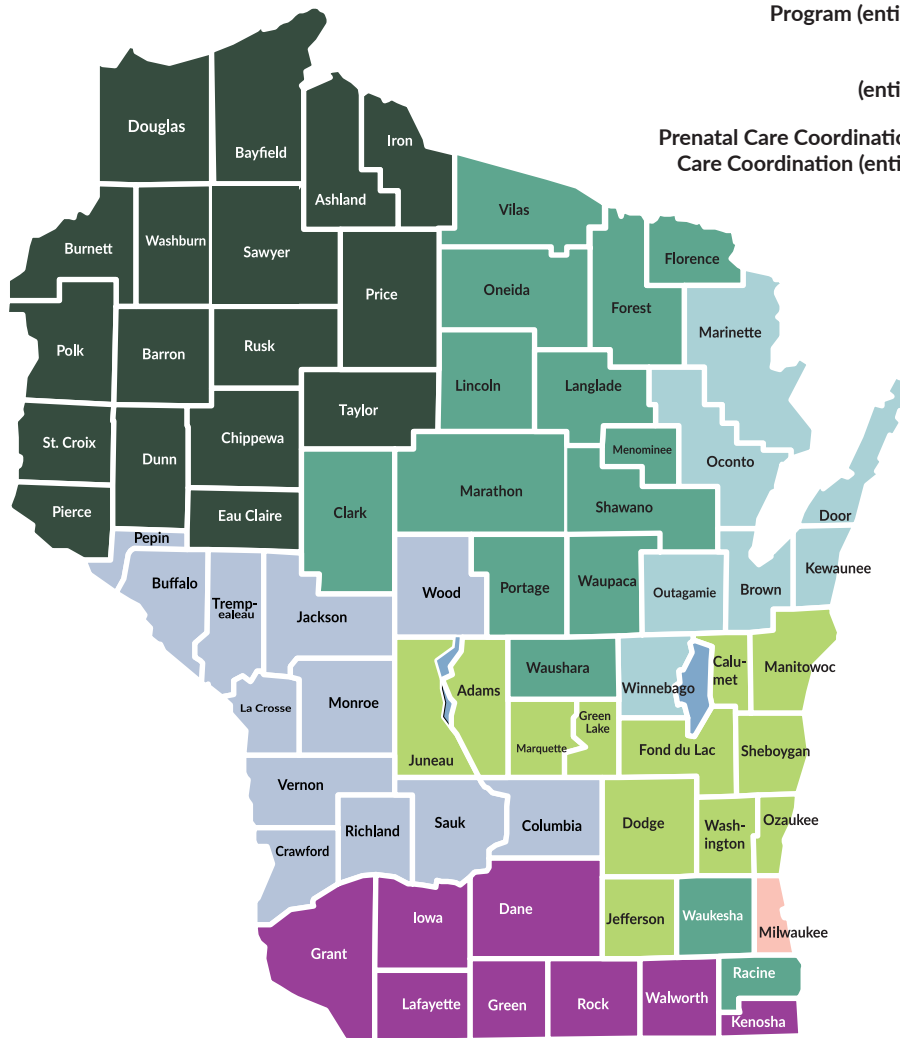 Program (enti
(enti
Prenatal Care Coordinatio
Care Coordination (enti
Douglas
Bayfield
Iron
Ashland
Vilas
Burnett
Washburn
Sawyer
Florence
Price
Oneida
Forest
Marinette
Polk
Barron
Rusk
Lincoln
Langlade
Taylor
St. Croix
Chippewa
Dunn
Menominee
Oconto
Marathon
Pierce
Eau Claire
Clark
Shawano
Door
Pepin
Buffalo
Tremp-
ealeau
Jackson
Wood
Portage
Waupaca
Outagamie
Brown
Kewaunee
Waushara
Calu-
met
Manitowoc
La Crosse
Monroe
Adams
Winnebago
Juneau
Marquette
Green
Lake
Fond du Lac
Sheboygan
Vernon
Richland
Sauk
Columbia
Dodge
Wash-
ington
Ozaukee
Crawford
Iowa
Dane
Jefferson
Waukesha
Milwaukee
Grant
Lafayette
Green
Rock
Walworth
Racine
Kenosha